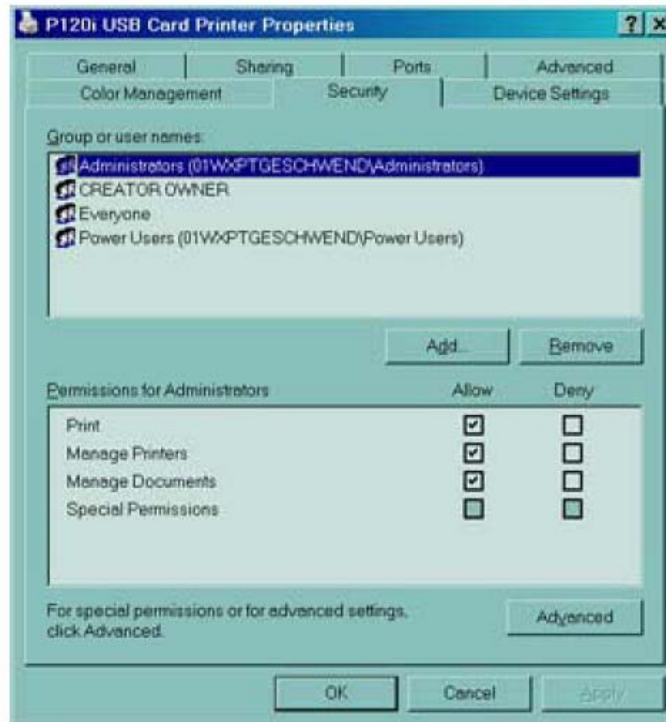 P120i USB Card Printer Properties
General Sharing Ports Advanced
Color Management Security Device Settings
Group or user names:
Administrators (01WXPTGESCHWEND\Administrators)
CREATOR OWNER
Everyone
Power Users (01WXPTGESCHWEND\Power Users)
Add... Remove
Permissions for Administrators Allow Deny
Print
Manage Printers
Manage Documents
Special Permissions
For special permissions or for advanced settings,
click Advanced.
Advanced
OK Cancel Apply